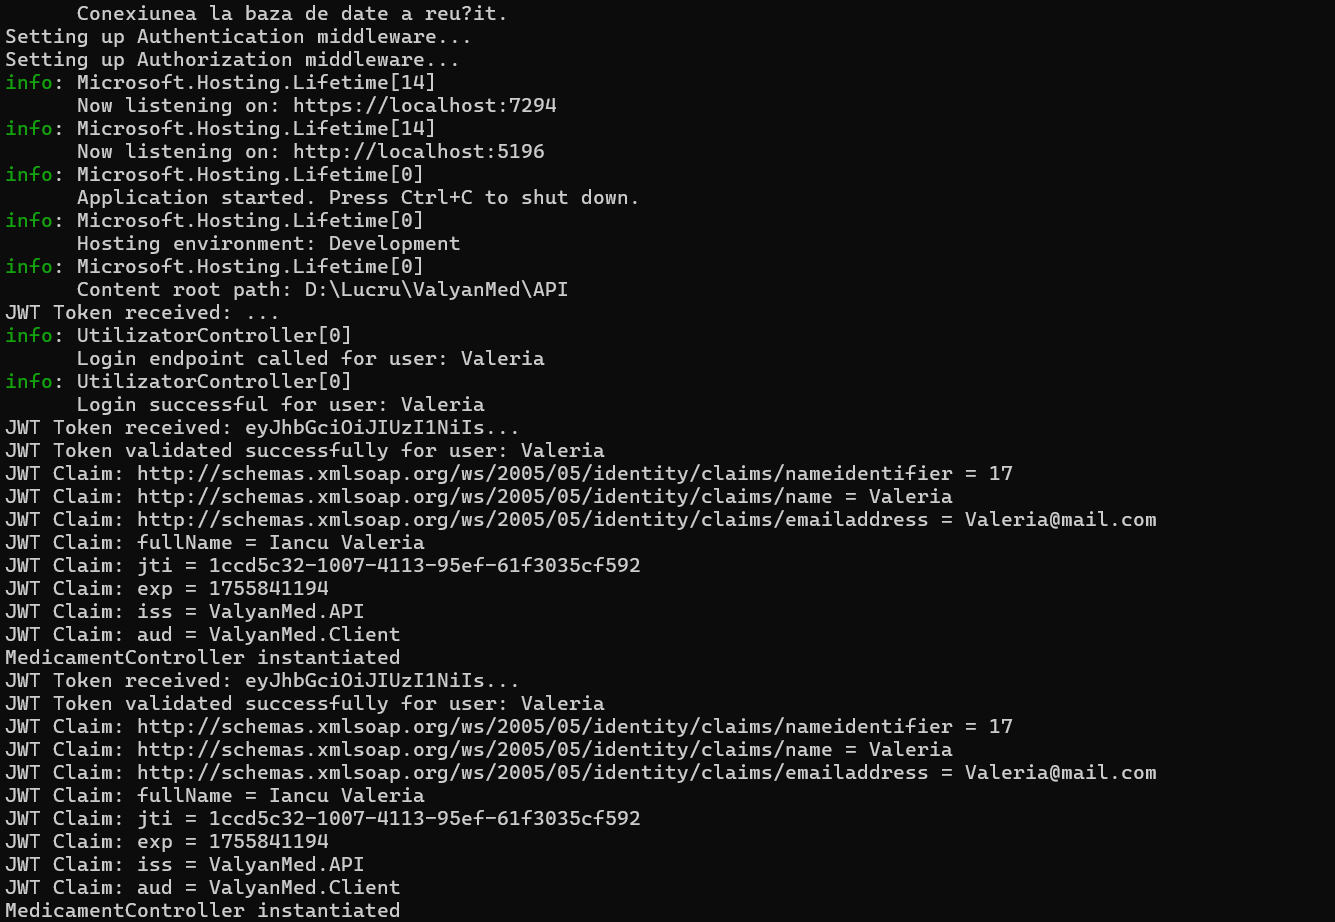 Conexiunea la baza de date a reu?it.
Setting up Authentication middleware...
Setting up Authorization middleware...
info: Microsoft.Hosting.Lifetime[14]
Now listening on: https://localhost:7294
info: Microsoft.Hosting.Lifetime[14]
Now listening on: http://localhost:5196
info: Microsoft.Hosting.Lifetime[0]
Application started. Press Ctrl+C to shut down.
info: Microsoft.Hosting.Lifetime[0]
Hosting environment: Development
info: Microsoft.Hosting.Lifetime[0]
Content root path: D:\Lucru\ValyanMed\API
JWT Token received: ...
info: UtilizatorController[0]
Login endpoint called for user: Valeria
info: UtilizatorController[0]
Login successful for user: Valeria
JWT Token received: eyJhbGciOiJIUzI1NiIs...
JWT Token validated successfully for user: Valeria
JWT Claim: http://schemas.xmlsoap.org/ws/2005/05/identity/claims/nameidentifier = 17
JWT Claim: http://schemas.xmlsoap.org/ws/2005/05/identity/claims/name = Valeria
JWT Claim: http://schemas.xmlsoap.org/ws/2005/05/identity/claims/emailaddress = Valeria@mail.com
JWT Claim: fullName = Iancu Valeria
JWT Claim: jti = 1ccd5c32-1007-4113-95ef-61f3035cf592
JWT Claim: exp = 1755841194
JWT Claim: iss = ValyanMed.API
JWT Claim: aud = ValyanMed.Client
MedicamentController instantiated
JWT Token received: eyJhbGciOiJIUzI1NiIs...
JWT Token validated successfully for user: Valeria
JWT Claim: http://schemas.xmlsoap.org/ws/2005/05/identity/claims/nameidentifier = 17
JWT Claim: http://schemas.xmlsoap.org/ws/2005/05/identity/claims/name = Valeria
JWT Claim: http://schemas.xmlsoap.org/ws/2005/05/identity/claims/emailaddress = Valeria@mail.com
JWT Claim: fullName = Iancu Valeria
JWT Claim: jti = 1ccd5c32-1007-4113-95ef-61f3035cf592
JWT Claim: exp = 1755841194
JWT Claim: iss = ValyanMed.API
JWT Claim: aud = ValyanMed.Client
MedicamentController instantiated